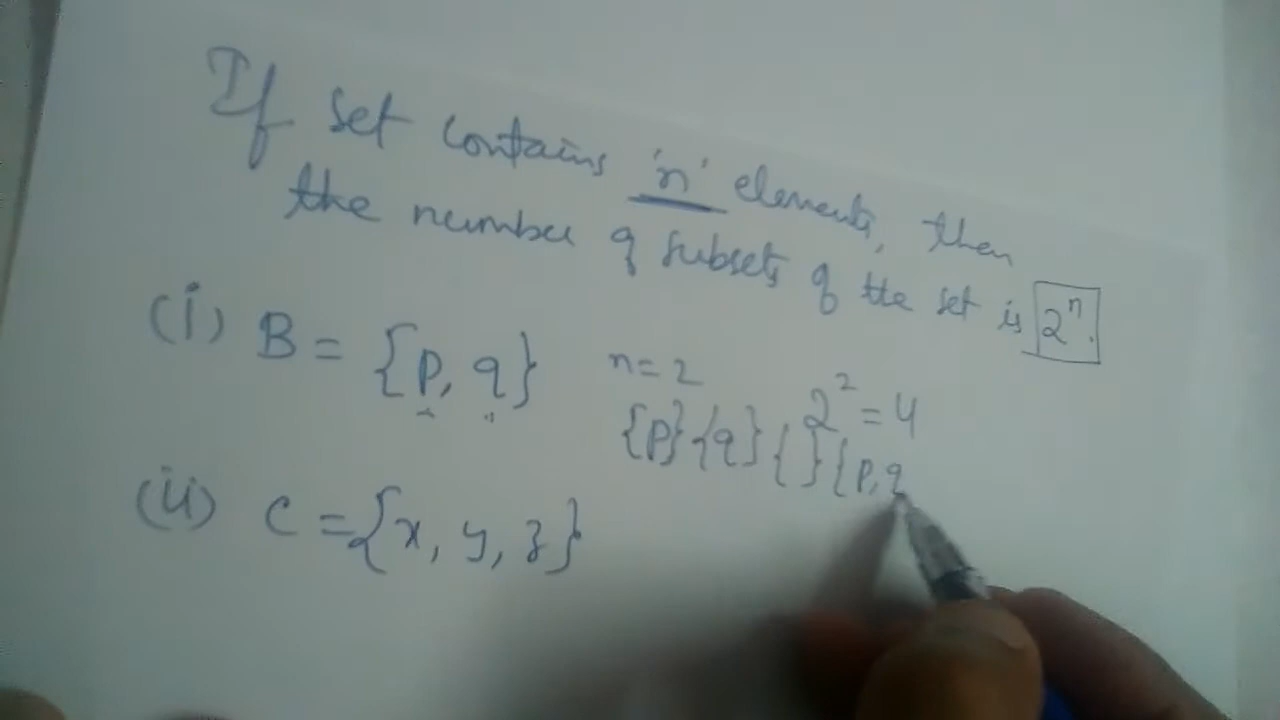 If set contains 'n' elements, then
the number of subsets of the set is 2ⁿ.
(i) B = {p, q} n = 2
2² = 4
{p} {q} { } {p, q
(ii) C = {x, y, z}